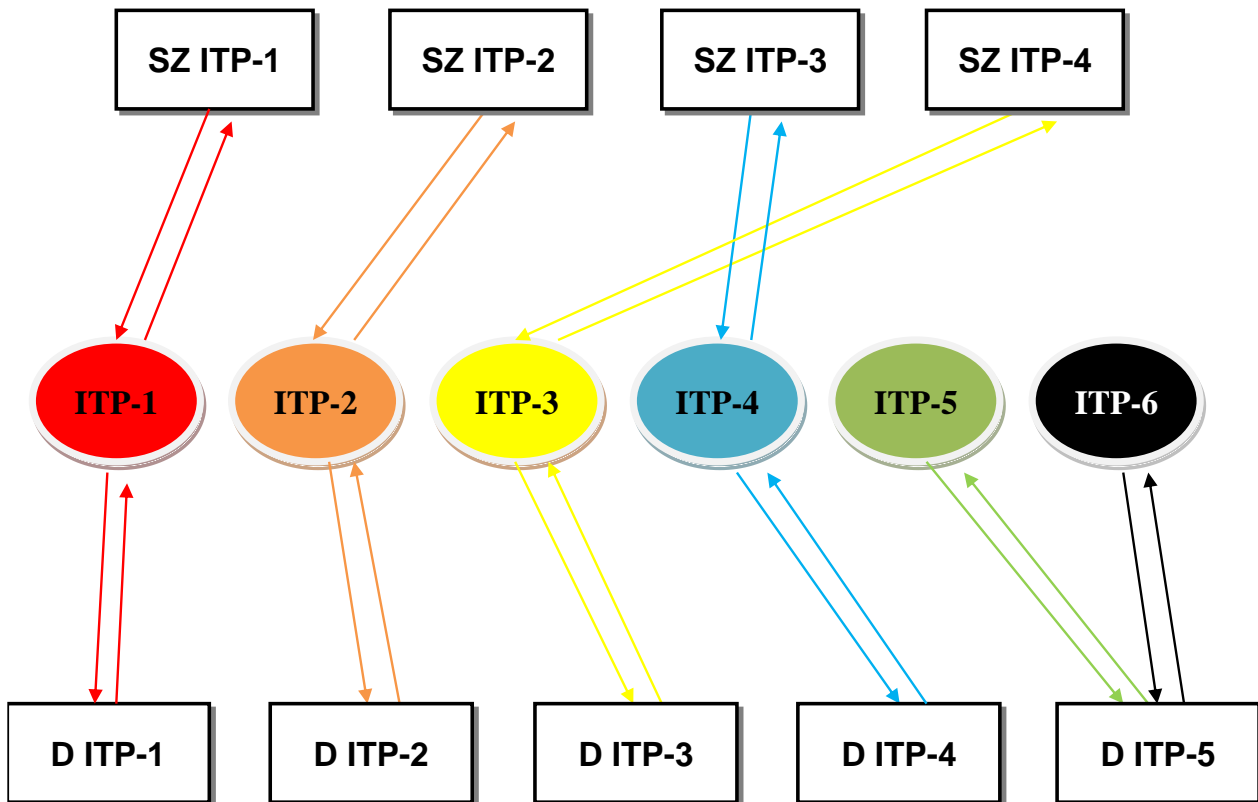 SZ ITP-1
SZ ITP-2
SZ ITP-3
SZ ITP-4
ITP-1
ITP-2
ITP-3
ITP-4
ITP-5
ITP-6
D ITP-1
D ITP-2
D ITP-3
D ITP-4
D ITP-5